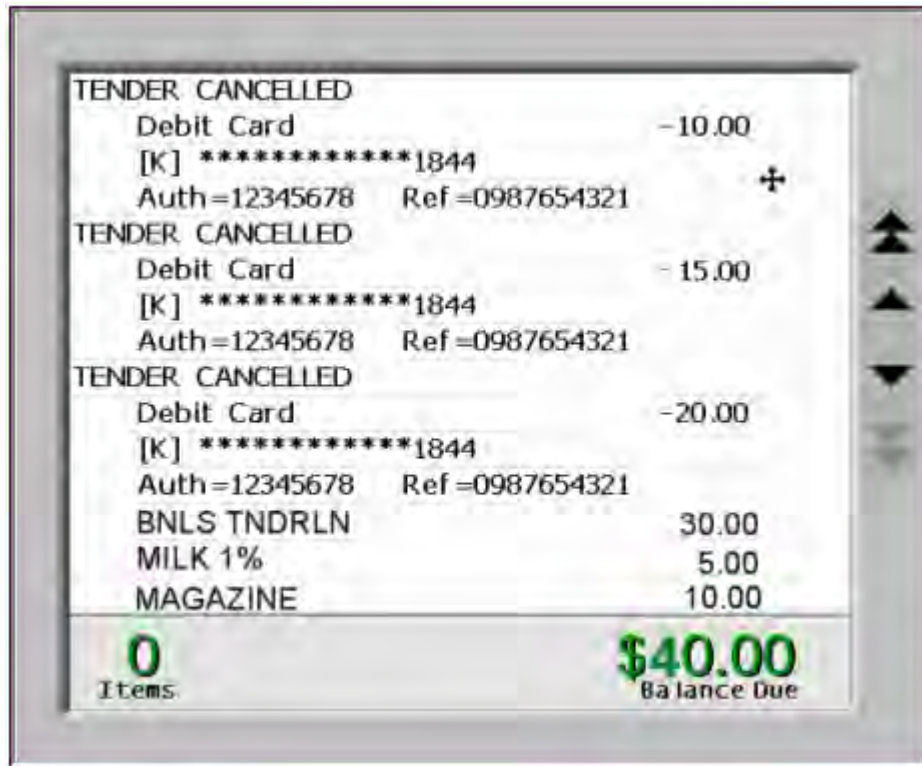 TENDER CANCELLED
Debit Card -10.00
[K] ************1844
Auth=12345678 Ref=0987654321
TENDER CANCELLED
Debit Card -15.00
[K] ************1844
Auth=12345678 Ref=0987654321
TENDER CANCELLED
Debit Card -20.00
[K] ************1844
Auth=12345678 Ref=0987654321
BNLS TNDRLN 30.00
MILK 1% 5.00
MAGAZINE 10.00
0 $40.00
Items Balance Due